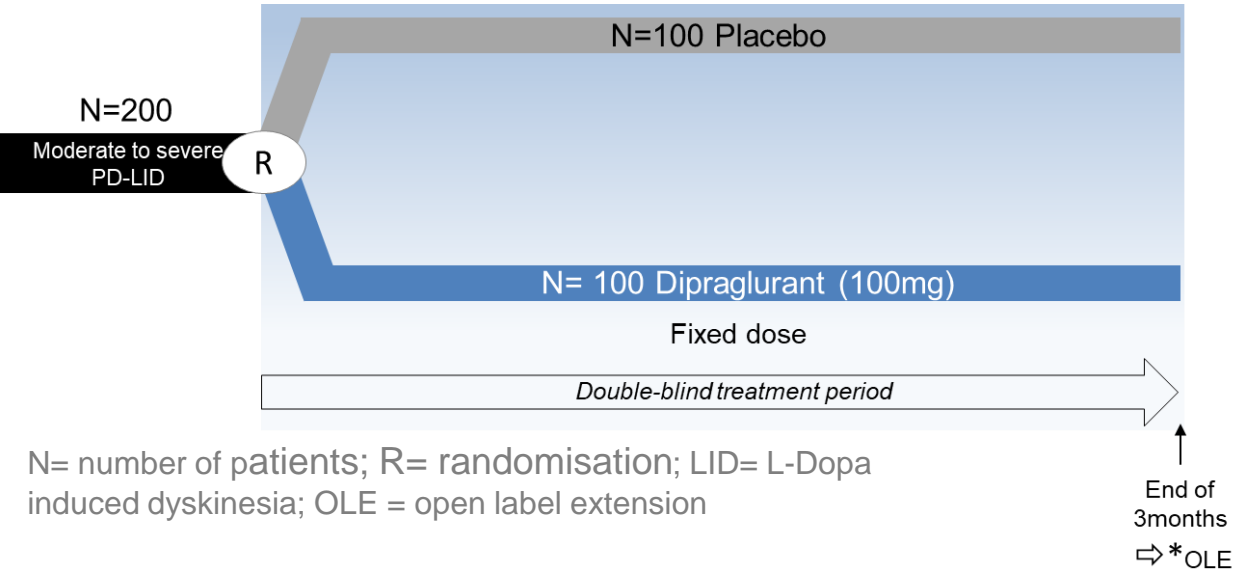 N=100 Placebo
N=200
Moderate to severe
PD-LID
R
N= 100 Dipraglurant (100mg)
Fixed dose
Double-blind treatment period
N= number of patients; R= randomisation; LID= L-Dopa
induced dyskinesia; OLE = open label extension
End of
3months
⇨*OLE